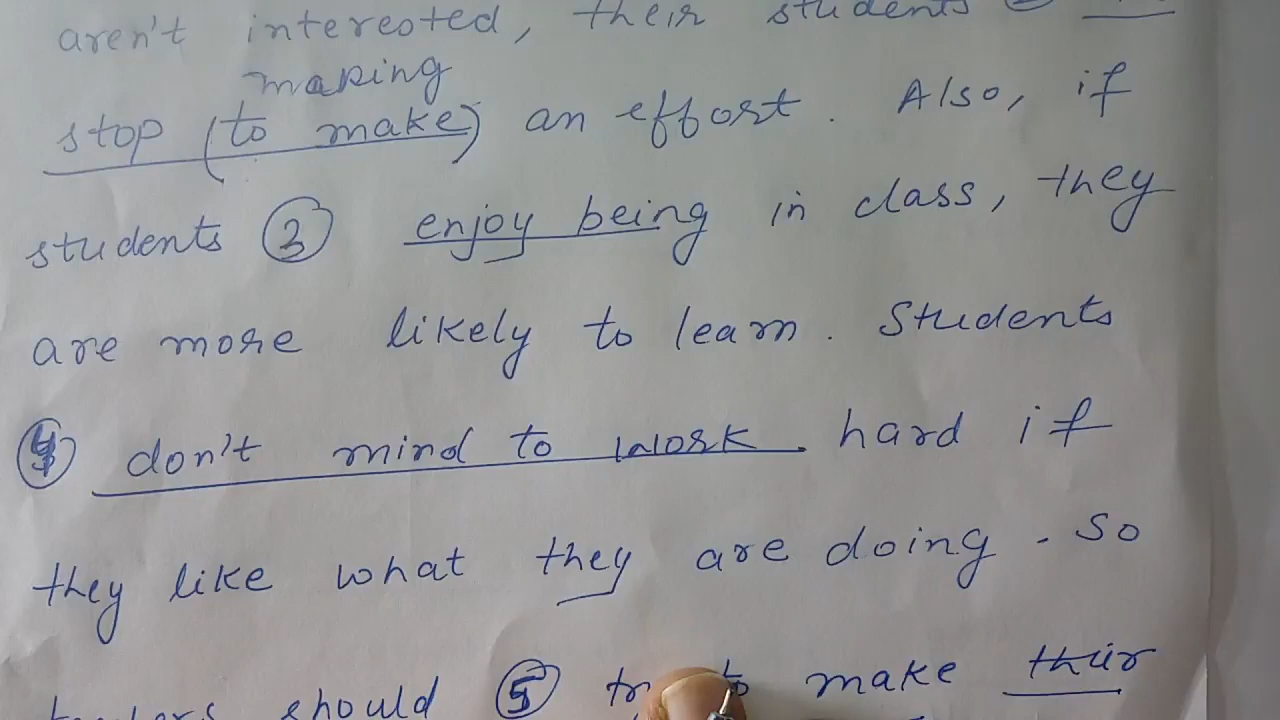 aren't interested, their students
making
stop (to make) an effort. Also, if
students ③ enjoy being in class, they
are more likely to learn. Students
④ don't mind to work. hard if
they like what they are doing. So
should ⑤ to make their